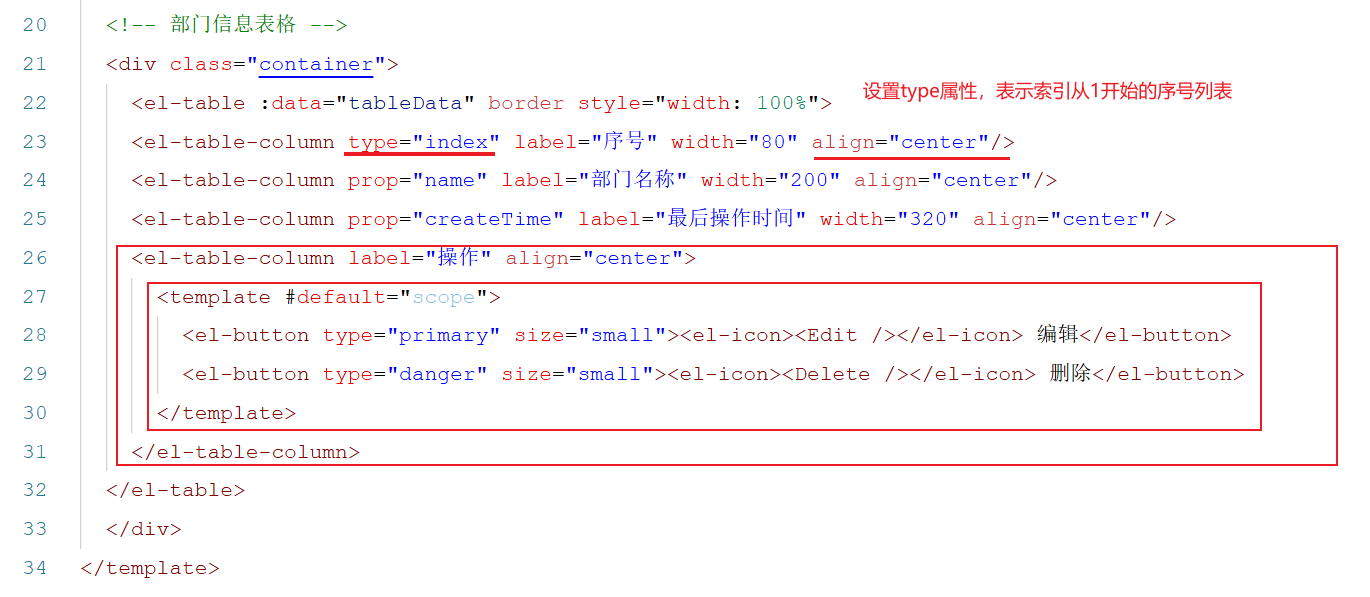 20 <!-- 部门信息表格 -->
21 <div class="container">
设置type属性，表示索引从1开始的序号列表
22 <el-table :data="tableData" border style="width: 100%">
23 <el-table-column type="index" label="序号" width="80" align="center"/>
24 <el-table-column prop="name" label="部门名称" width="200" align="center"/>
25 <el-table-column prop="createTime" label="最后操作时间" width="320" align="center"/>
26 <el-table-column label="操作" align="center">
27 <template #default="scope">
28 <el-button type="primary" size="small"><el-icon><Edit /></el-icon> 编辑</el-button>
29 <el-button type="danger" size="small"><el-icon><Delete /></el-icon> 删除</el-button>
30 </template>
31 </el-table-column>
32 </el-table>
33 </div>
34 </template>